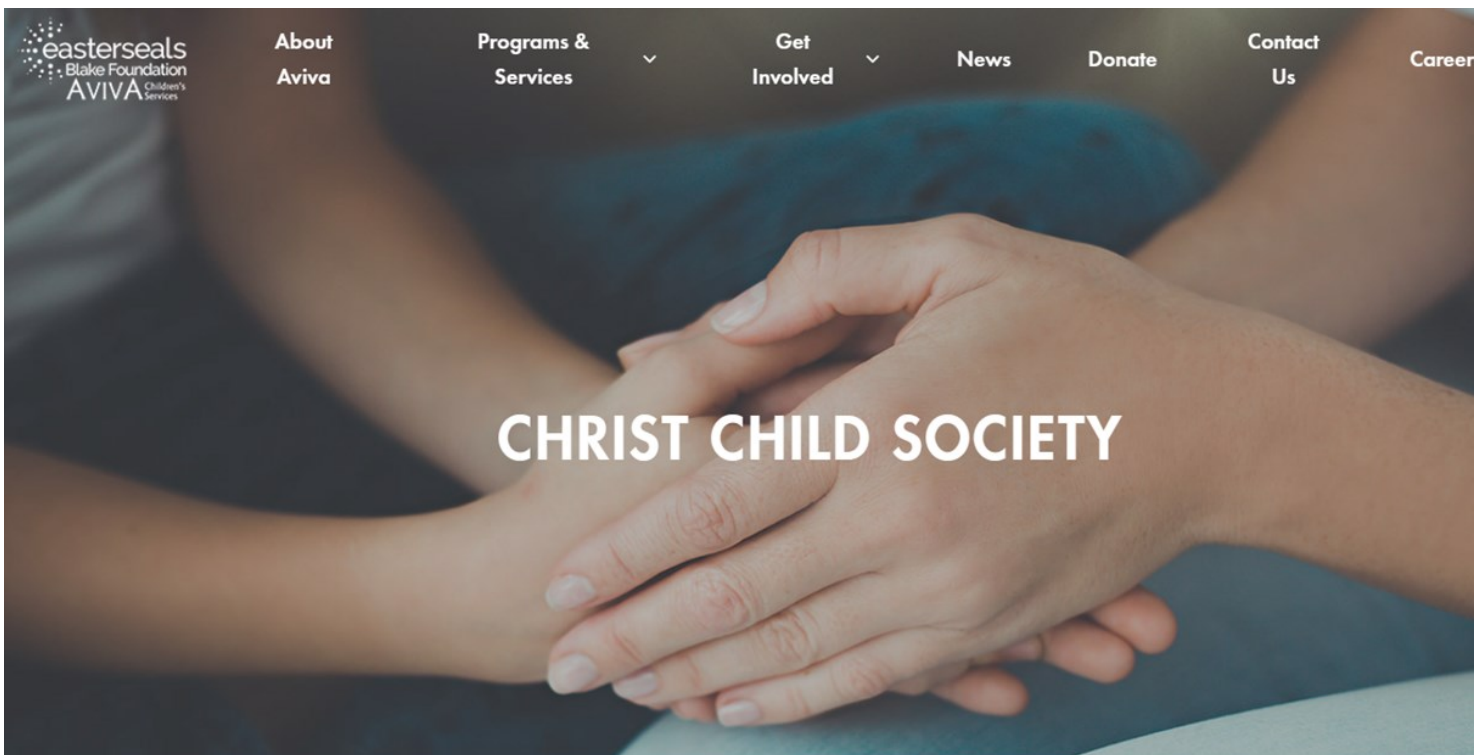 easterseals
Blake Foundation
AVIVA Children's
Services
About
Aviva
Programs &
Services
Get
Involved
News
Donate
Contact
Us
Career
CHRIST CHILD SOCIETY